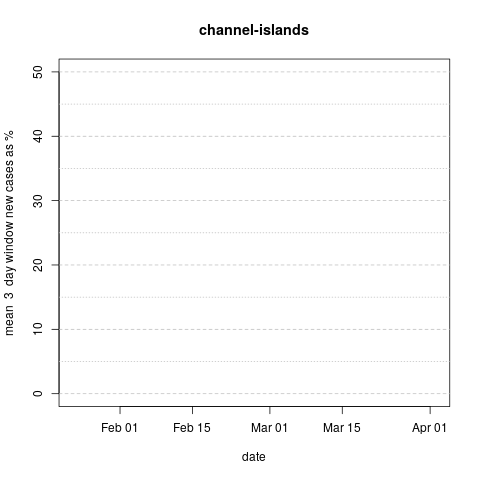 channel-islands
mean  3  day window new cases as %
50
40
30
20
10
0
Feb 01
Feb 15
Mar 01
Mar 15
Apr 01
date